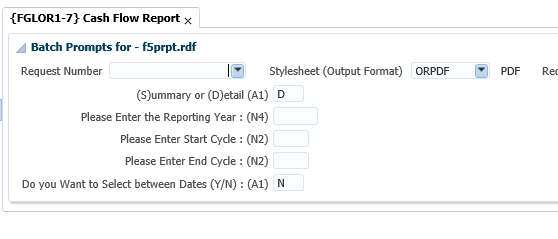 {FGLOR1-7} Cash Flow Report ×
Batch Prompts for - f5prpt.rdf
Request Number Stylesheet (Output Format) ORPDF PDF Rec
(S)ummary or (D)etail (A1) D
Please Enter the Reporting Year : (N4)
Please Enter Start Cycle : (N2)
Please Enter End Cycle : (N2)
Do you Want to Select between Dates (Y/N) : (A1) N